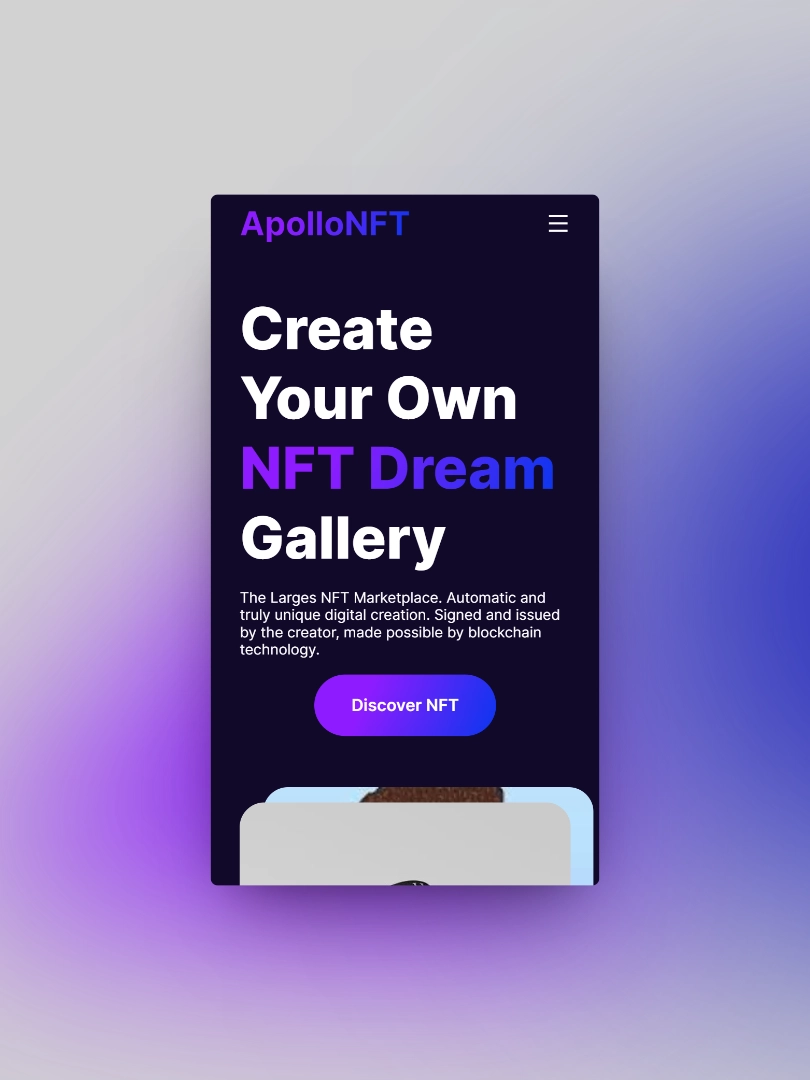 ApolloNFT
Create
Your Own
NFT Dream
Gallery
The Larges NFT Marketplace. Automatic and
truly unique digital creation. Signed and issued
by the creator, made possible by blockchain
technology.
Discover NFT